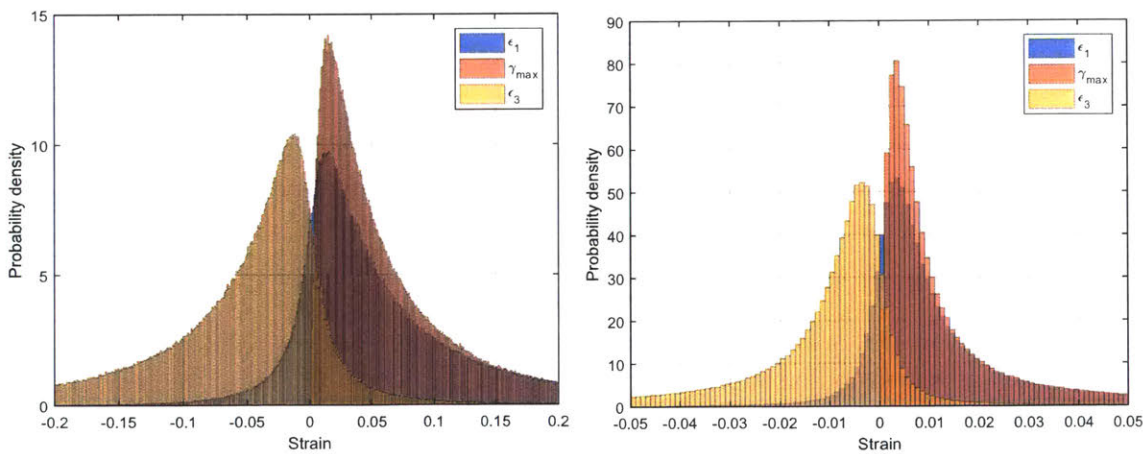 15
10
5
0
Probability density
ϵ1
γmax
ϵ3
-0.2 -0.15 -0.1 -0.05 0 0.05 0.1 0.15 0.2
Strain
90
80
70
60
50
40
30
20
10
0
Probability density
ϵ1
γmax
ϵ3
-0.05 -0.04 -0.03 -0.02 -0.01 0 0.01 0.02 0.03 0.04 0.05
Strain